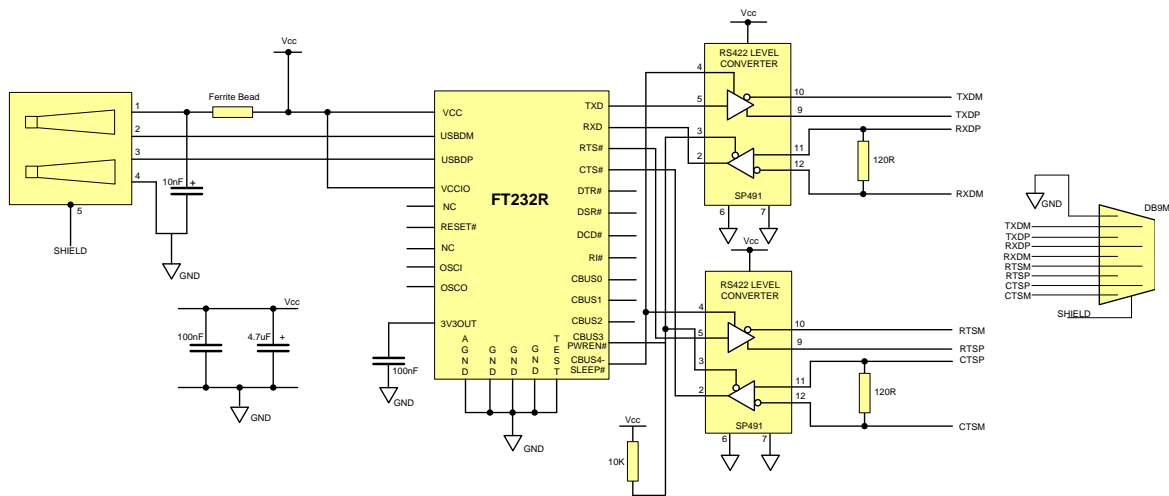 Vcc
Ferrite Bead
1
2
3
4
5
10nF
+
SHIELD
GND
Vcc
100nF
4.7uF
+
GND
FT232R
VCC
USBDM
USBDP
VCCIO
NC
RESET#
NC
OSCI
OSCO
3V3OUT
100nF
GND
AGND
GND
GND
GND
TEST
GND
TXD
RXD
RTS#
CTS#
DTR#
DSR#
DCD#
RI#
CBUS0
CBUS1
CBUS2
CBUS3
PWREN#
CBUS4-
SLEEP#
Vcc
10K
Vcc
RS422 LEVEL
CONVERTER
4
5
3
2
10
9
11
12
SP491
6
7
120R
TXDM
TXDP
RXDP
RXDM
Vcc
RS422 LEVEL
CONVERTER
4
5
3
2
10
9
11
12
SP491
6
7
120R
RTSM
RTSP
CTSP
CTSM
GND
DB9M
TXDM
TXDP
RXDP
RXDM
RTSM
RTSP
CTSP
CTSM
SHIELD